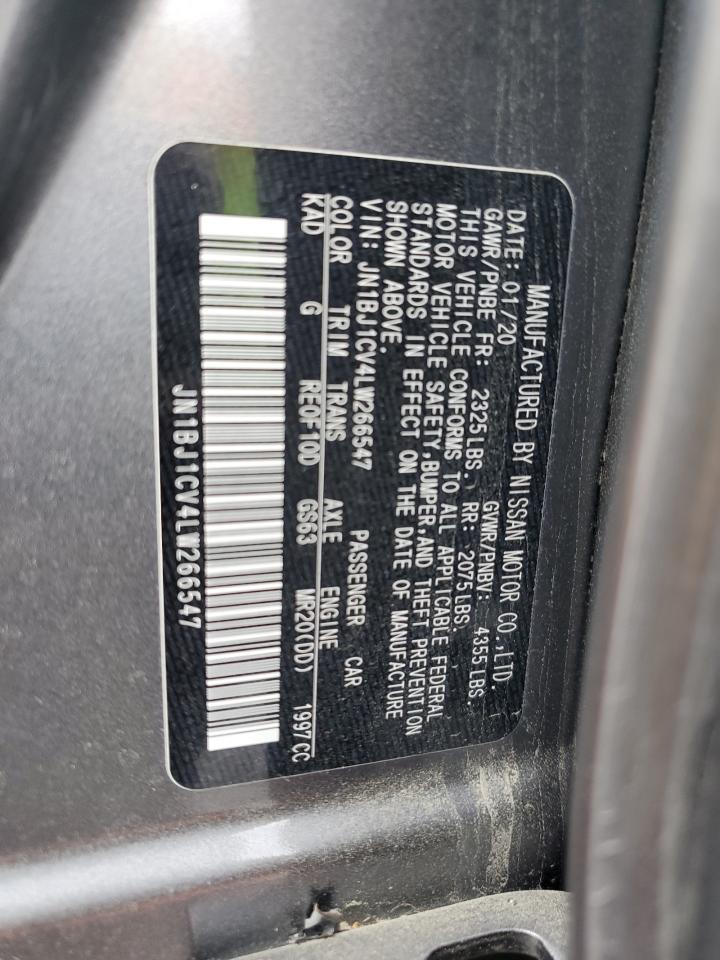 MANUFACTURED BY NISSAN MOTOR CO.,LTD.
DATE: 01/20 GVWR/PNBV: 4355LBS.
GAWR/PNBE FR: 2325LBS. RR: 2075LBS.
THIS VEHICLE CONFORMS TO ALL APPLICABLE FEDERAL
MOTOR VEHICLE SAFETY,BUMPER,AND THEFT PREVENTION
STANDARDS IN EFFECT ON THE DATE OF MANUFACTURE
SHOWN ABOVE.
VIN: JN1BJ1CV4LW266547 PASSENGER CAR
COLOR TRIM TRANS AXLE ENGINE
KAD G RE0F10D GS63 MR20(DD) 1997CC
JN1BJ1CV4LW266547